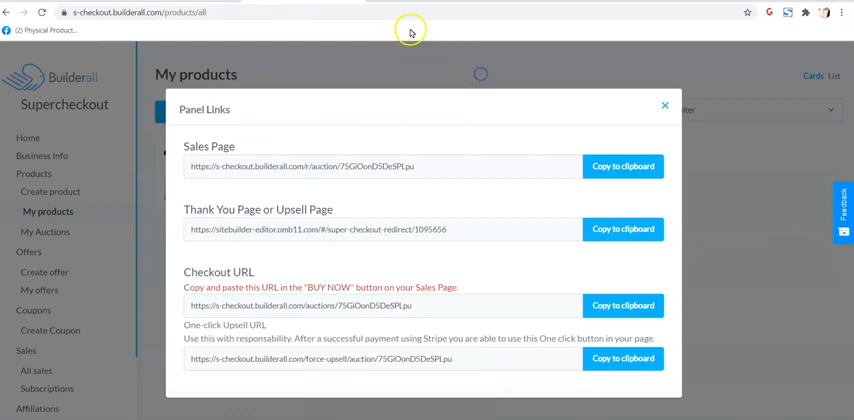 s-checkout.builderall.com/products/all
(2) Physical Product...
Builderall
Supercheckout
Home
Business Info
Products
Create product
My products
My Auctions
Offers
Create offer
My offers
Coupons
Create Coupon
Sales
All sales
Subscriptions
Affiliations
My products
Cards List
Panel Links
Sales Page
https://s-checkout.builderall.com/r/auction/75GiOonD5DeSPLpu
Copy to clipboard
Thank You Page or Upsell Page
https://sitebuilder-editor.omb11.com/#/super-checkout-redirect/1095656
Copy to clipboard
Checkout URL
Copy and paste this URL in the "BUY NOW" button on your Sales Page.
https://s-checkout.builderall.com/auctions/75GiOonD5DeSPLpu
Copy to clipboard
One-click Upsell URL
Use this with responsability. After a successful payment using Stripe you are able to use this One click button in your page.
https://s-checkout.builderall.com/force-upsell/auction/75GiOonD5DeSPLpu
Copy to clipboard
Feedback